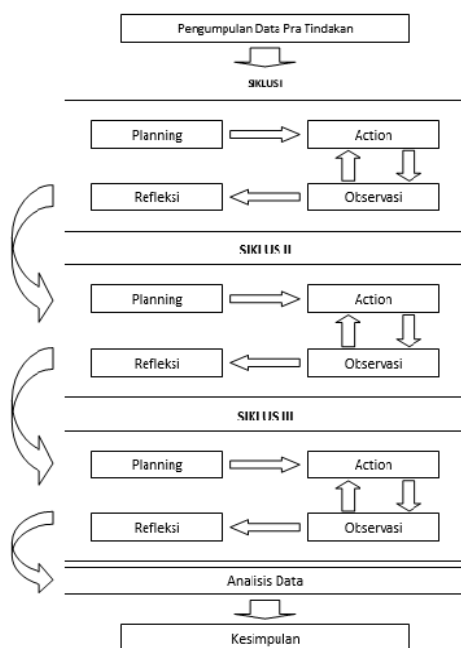 Pengumpulan Data Pra Tindakan
SIKLUS I
Planning
Action
Refleksi
Observasi
SIKLUS II
Planning
Action
Refleksi
Observasi
SIKLUS III
Planning
Action
Refleksi
Observasi
Analisis Data
Kesimpulan